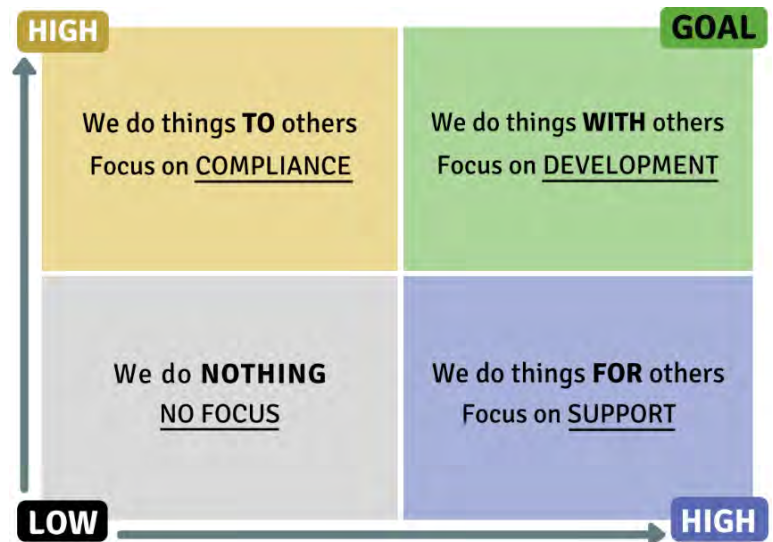 HIGH
GOAL
We do things TO others
Focus on COMPLIANCE
We do things WITH others
Focus on DEVELOPMENT
We do NOTHING
NO FOCUS
We do things FOR others
Focus on SUPPORT
LOW
HIGH